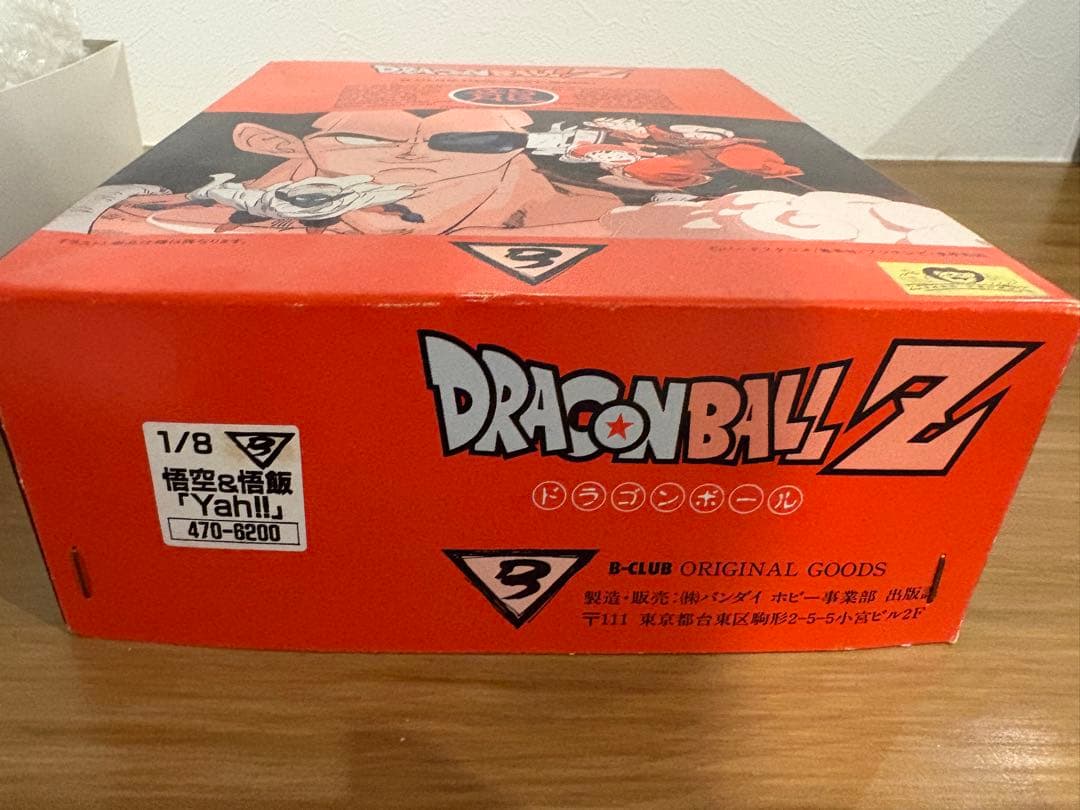 DRAGON BALL Z
DRAGONBALL Z
ドラゴンボール
1/8 B
悟空&悟飯
「Yah!!」
470-6200
B-CLUB ORIGINAL GOODS
製造・販売:㈱バンダイ ホビー事業部 出版
〒111 東京都台東区駒形2-5-5小宮ビル2F